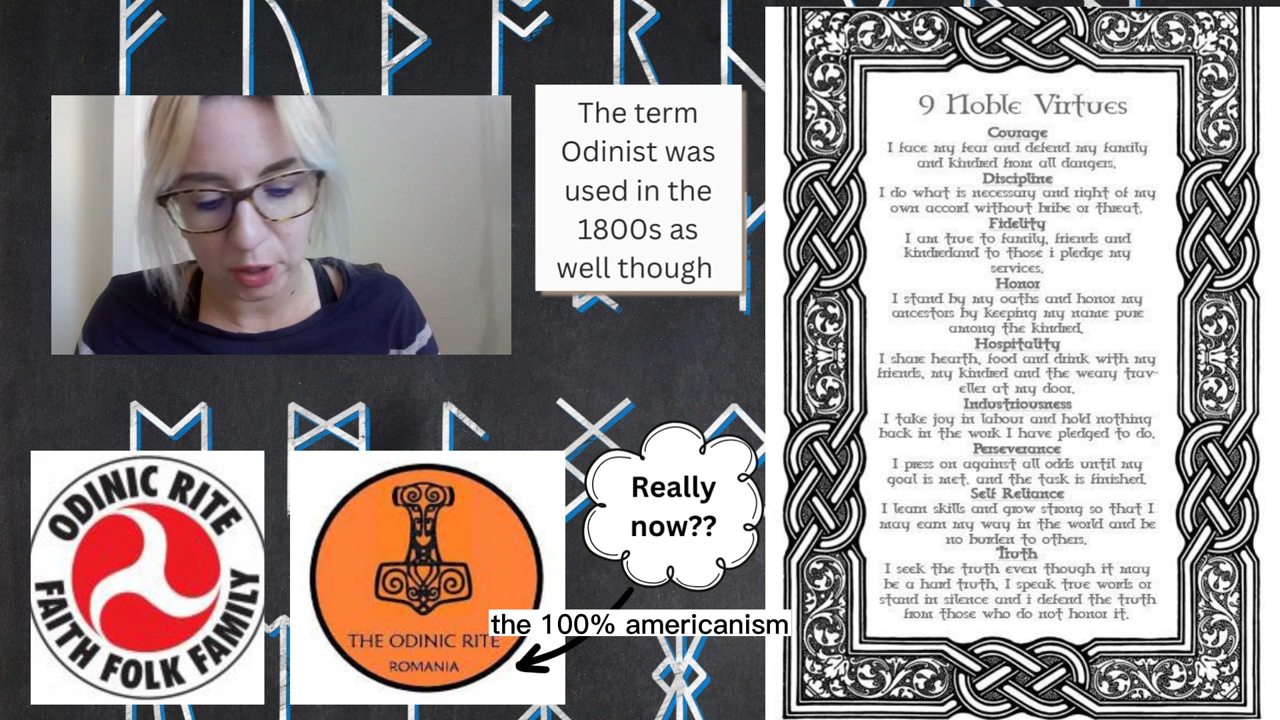 The term
Odinist was
used in the
1800s as
well though
ODINIC RITE
FAITH FOLK FAMILY
THE ODINIC RITE
ROMANIA
Really
now??
the 100% americanism
9 Noble Virtues
Courage
I face my fear and defend my family
and kindred from all dangers.
Discipline
I do what is necessary and right of my
own accord without bribe or threat.
Fidelity
I am true to family, friends and
kindredand to those i pledge my
services.
Honor
I stand by my oaths and honor my
ancestors by keeping my name pure
among the kindred.
Hospitality
I share hearth, food and drink with my
friends, my kindred and the weary trav-
eller at my door.
Industriousness
I take joy in labour and hold nothing
back in the work I have pledged to do.
Perseverance
I press on against all odds until my
goal is met, and the task is finished.
Self Reliance
I learn skills and grow strong so that I
may earn my way in the world and be
no burden to others.
Truth
I seek the truth even though it may
be a hard truth, I speak true words or
stand in silence and i defend the truth
from those who do not honor it.